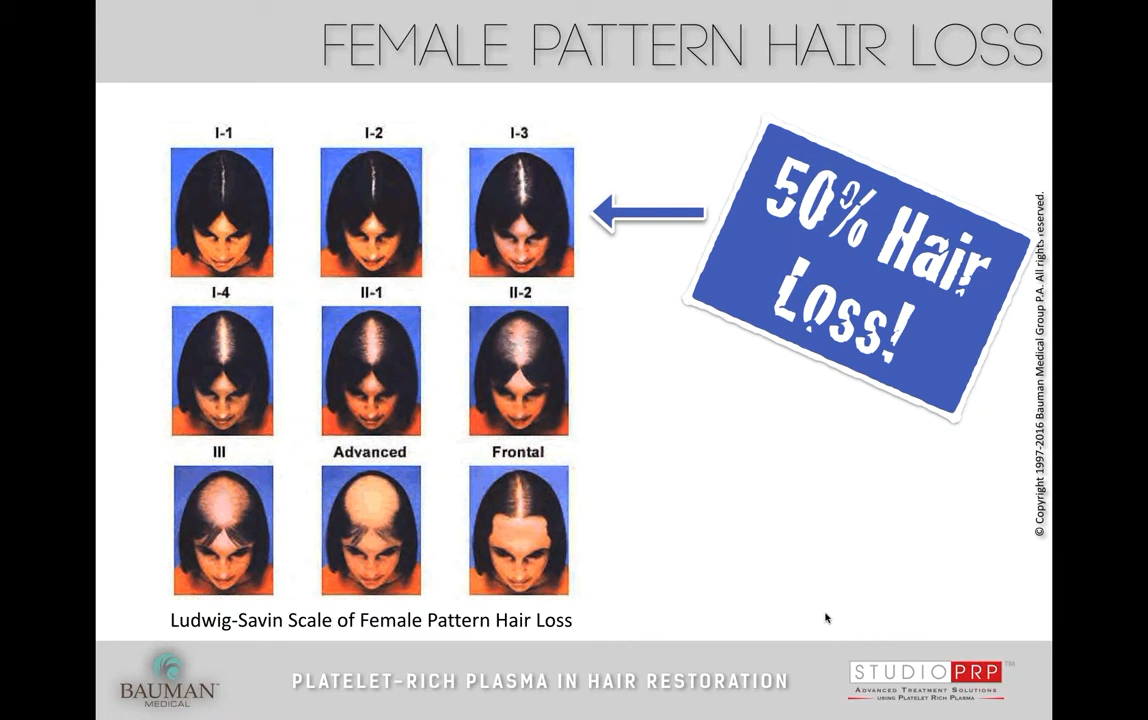 FEMALE PATTERN HAIR LOSS
I-1 I-2 I-3
50% Hair
Loss!
I-4 II-1 II-2
III Advanced Frontal
Ludwig-Savin Scale of Female Pattern Hair Loss
© Copyright 1997-2016 Bauman Medical Group P.A. All rights reserved.
BAUMAN™
MEDICAL
PLATELET-RICH PLASMA IN HAIR RESTORATION
STUDIO PRP™
ADVANCED TREATMENT SOLUTIONS
USING PLATELET RICH PLASMA